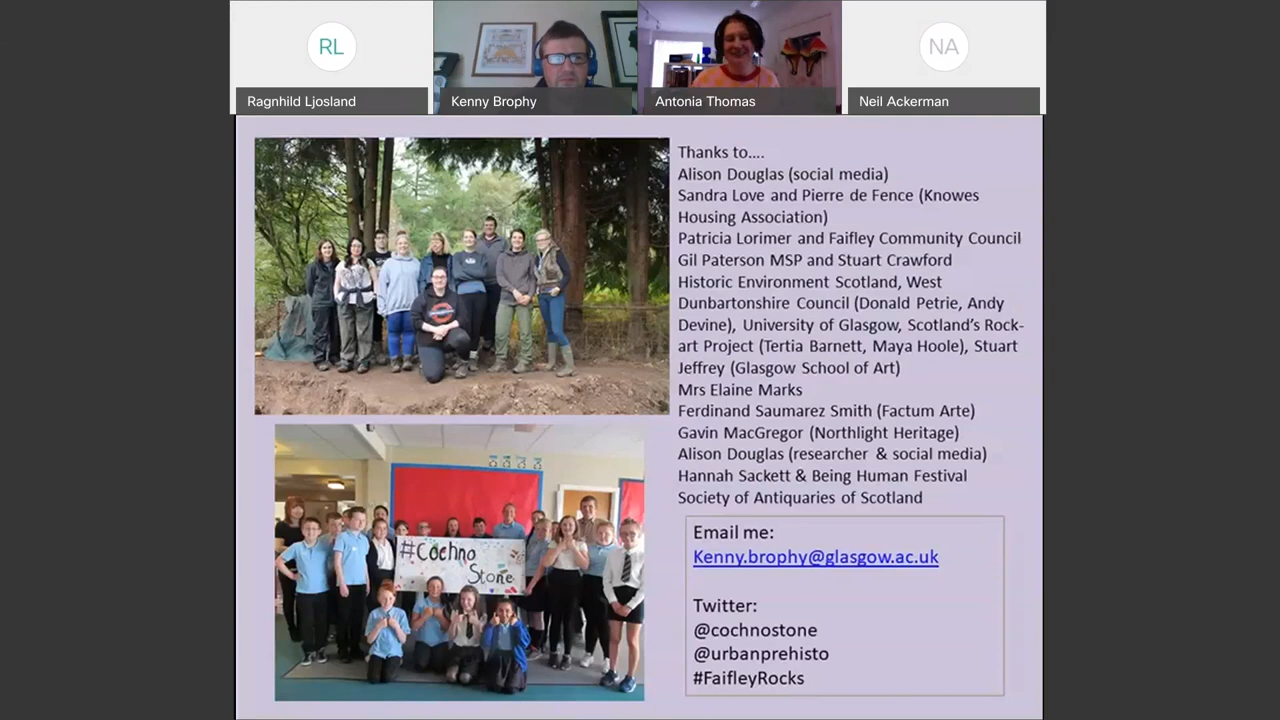 RL
NA
Ragnhild Ljosland
Kenny Brophy
Antonia Thomas
Neil Ackerman
Thanks to....
Alison Douglas (social media)
Sandra Love and Pierre de Fence (Knowes
Housing Association)
Patricia Lorimer and Faifley Community Council
Gil Paterson MSP and Stuart Crawford
Historic Environment Scotland, West
Dunbartonshire Council (Donald Petrie, Andy
Devine), University of Glasgow, Scotland's Rock-
art Project (Tertia Barnett, Maya Hoole), Stuart
Jeffrey (Glasgow School of Art)
Mrs Elaine Marks
Ferdinand Saumarez Smith (Factum Arte)
Gavin MacGregor (Northlight Heritage)
Alison Douglas (researcher & social media)
Hannah Sackett & Being Human Festival
Society of Antiquaries of Scotland
#Cochno
Stone
Email me:
Kenny.brophy@glasgow.ac.uk
Twitter:
@cochnostone
@urbanprehisto
#FaifleyRocks